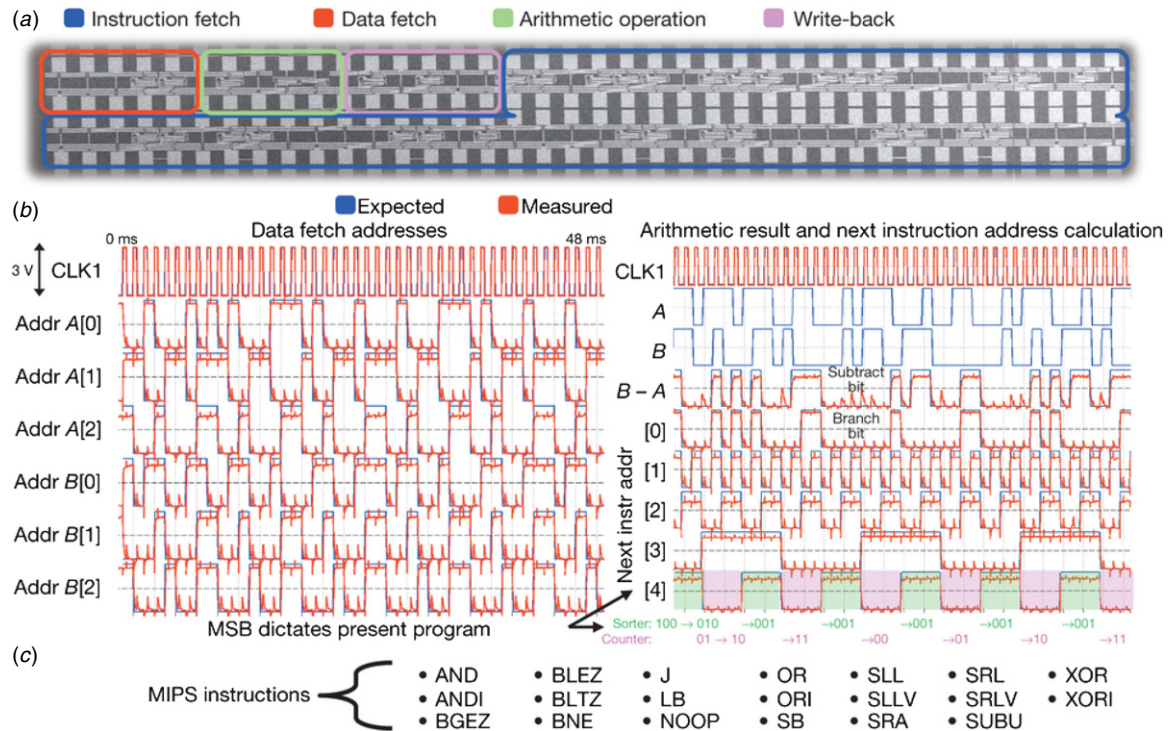 (a) Instruction fetch Data fetch Arithmetic operation Write-back
(b) Expected Measured
Data fetch addresses
0 ms 48 ms
3 V CLK1
Addr A[0]
Addr A[1]
Addr A[2]
Addr B[0]
Addr B[1]
Addr B[2]
MSB dictates present program
Arithmetic result and next instruction address calculation
CLK1
A
B
B – A Subtract bit
Next instr addr
[0] Branch bit
[1]
[2]
[3]
[4]
Sorter: 100 → 010 →001 →001 →001 →001 →001
Counter: 01 → 10 →11 →00 →01 →10 →11
(c)
MIPS instructions
• AND • BLEZ • J • OR • SLL • SRL • XOR
• ANDI • BLTZ • LB • ORI • SLLV • SRLV • XORI
• BGEZ • BNE • NOOP • SB • SRA • SUBU